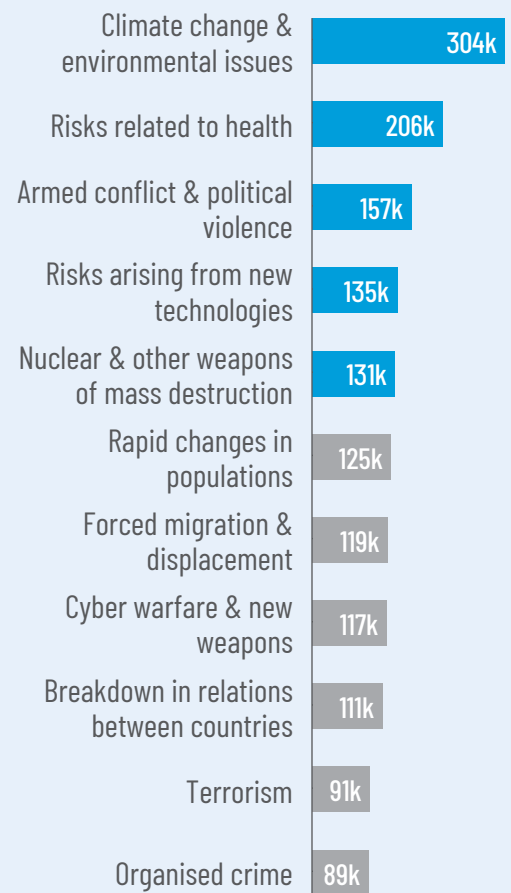 Climate change &
environmental issues
304k
Risks related to health
206k
Armed conflict & political
violence
157k
Risks arising from new
technologies
135k
Nuclear & other weapons
of mass destruction
131k
Rapid changes in
populations
125k
Forced migration &
displacement
119k
Cyber warfare & new
weapons
117k
Breakdown in relations
between countries
111k
Terrorism
91k
Organised crime
89k